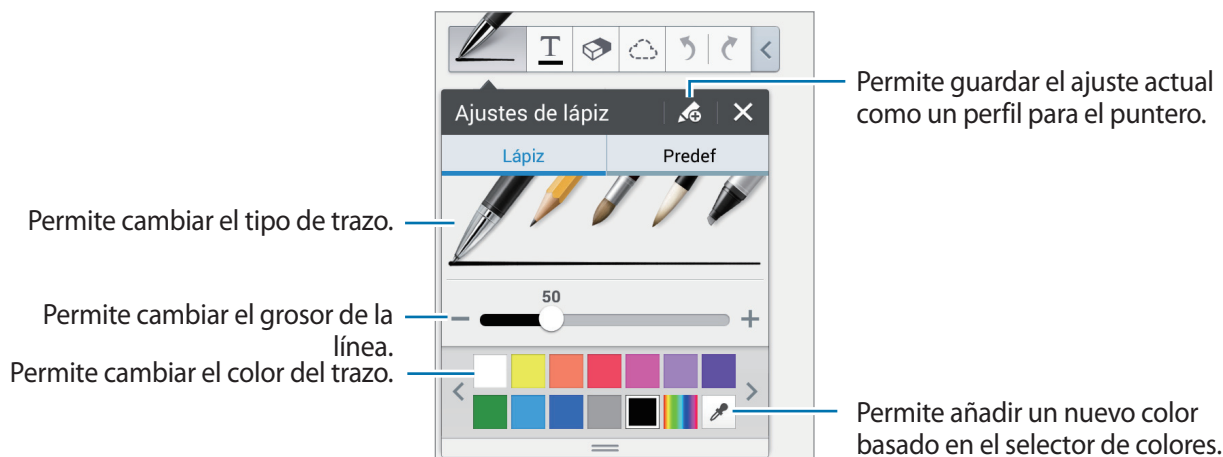 T
Permite guardar el ajuste actual
como un perfil para el puntero.
Ajustes de lápiz
Lápiz
Predef
Permite cambiar el tipo de trazo.
50
Permite cambiar el grosor de la
línea.
Permite cambiar el color del trazo.
Permite añadir un nuevo color
basado en el selector de colores.